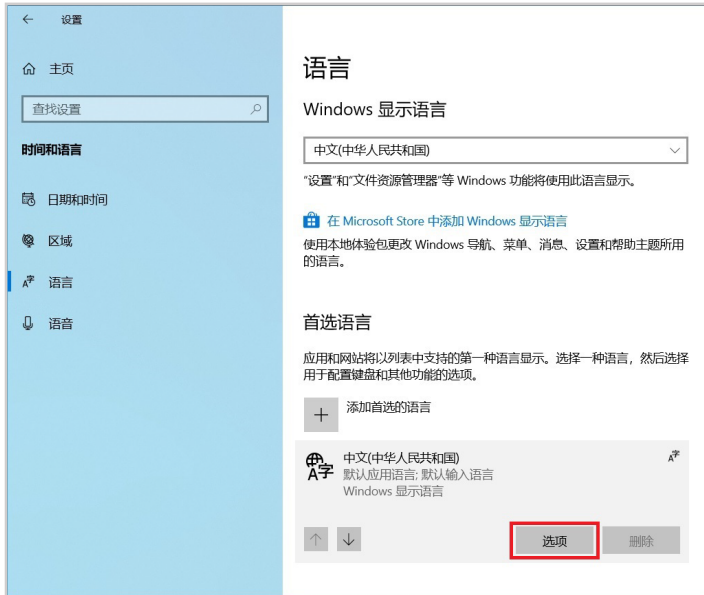 设置
主页
查找设置
时间和语言
日期和时间
区域
语言
语音
语言
Windows 显示语言
中文(中华人民共和国)
“设置”和“文件资源管理器”等 Windows 功能将使用此语言显示。
在 Microsoft Store 中添加 Windows 显示语言
使用本地体验包更改 Windows 导航、菜单、消息、设置和帮助主题所用
的语言。
首选语言
应用和网站将以列表中支持的第一种语言显示。选择一种语言，然后选择
用于配置键盘和其他功能的选项。
添加首选的语言
中文(中华人民共和国)
默认应用语言; 默认输入语言
Windows 显示语言
选项
删除